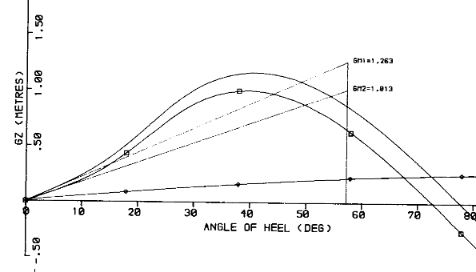 1.50
1.00
.50
-.50
GZ (METRES)
GM1=1.263
GM2=1.013
0 10 20 30 40 50 60 70 80
ANGLE OF HEEL (DEG)